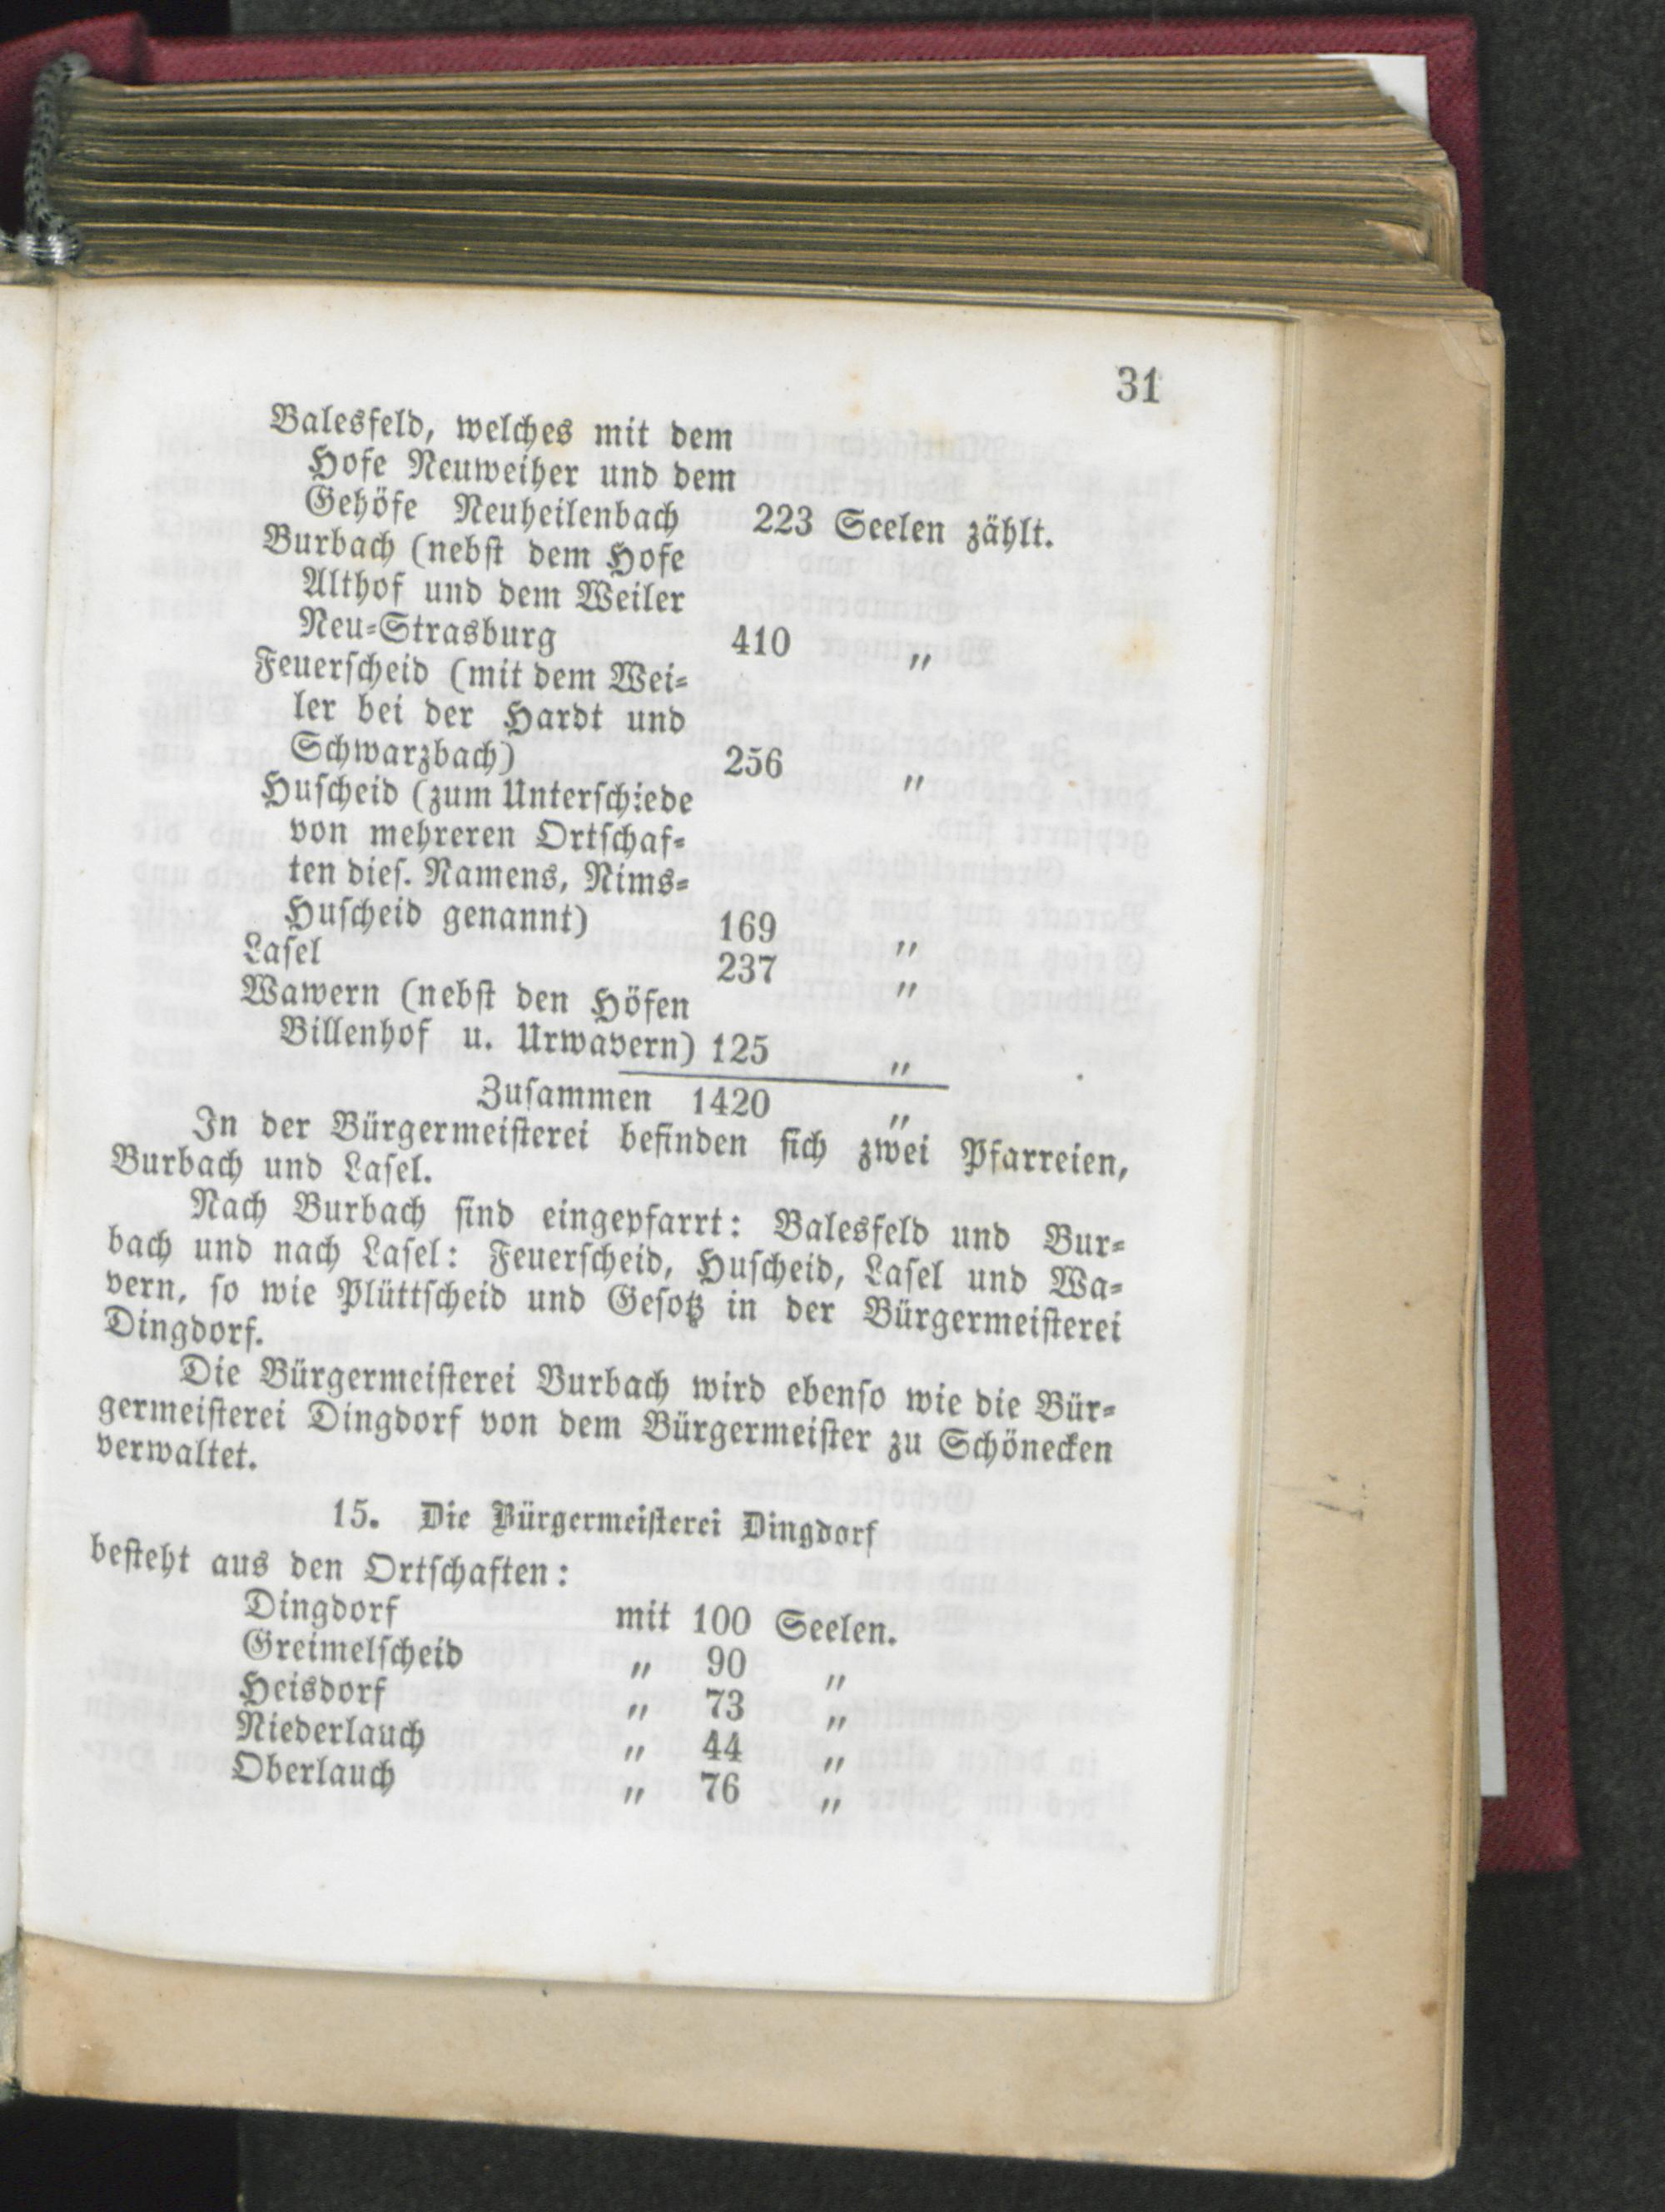 31
Balesfeld, welches mit dem
Hofe Neuweiher und dem
Gehöfe Neuheilenbach 223 Seelen zählt.
Burbach (nebst dem Hofe
Althof und dem Weiler
Neu-Strasburg 410 "
Feuerscheid (mit dem Wei-
ler bei der Hardt und
Schwarzbach) 256 "
Huscheid (zum Unterschiede
von mehreren Ortschaf-
ten dies. Namens, Nims-
Huscheid genannt) 169 "
Lasel 237 "
Wawern (nebst den Höfen
Billenhof u. Urwavern) 125 "
Zusammen 1420 "
In der Bürgermeisterei befinden sich zwei Pfarreien,
Burbach und Lasel.
Nach Burbach sind eingepfarrt: Balesfeld und Bur-
bach und nach Lasel: Feuerscheid, Huscheid, Lasel und Wa-
vern, so wie Plüttscheid und Gesotz in der Bürgermeisterei
Dingdorf.
Die Bürgermeisterei Burbach wird ebenso wie die Bür-
germeisterei Dingdorf von dem Bürgermeister zu Schönecken
verwaltet.
15. Die Bürgermeisterei Dingdorf
besteht aus den Ortschaften:
Dingdorf mit 100 Seelen.
Greimelscheid " 90 "
Heisdorf " 73 "
Niederlauch " 44 "
Oberlauch " 76 "